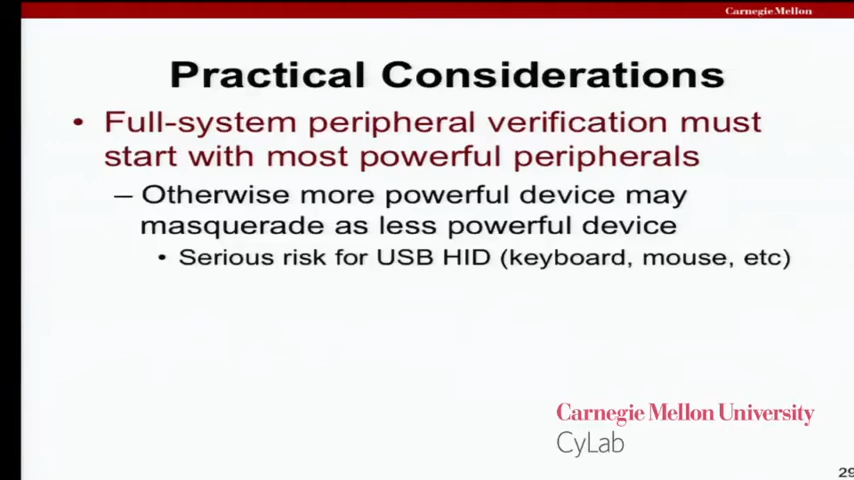 Carnegie Mellon
Practical Considerations
• Full-system peripheral verification must
start with most powerful peripherals
– Otherwise more powerful device may
masquerade as less powerful device
• Serious risk for USB HID (keyboard, mouse, etc)
Carnegie Mellon University
CyLab
29